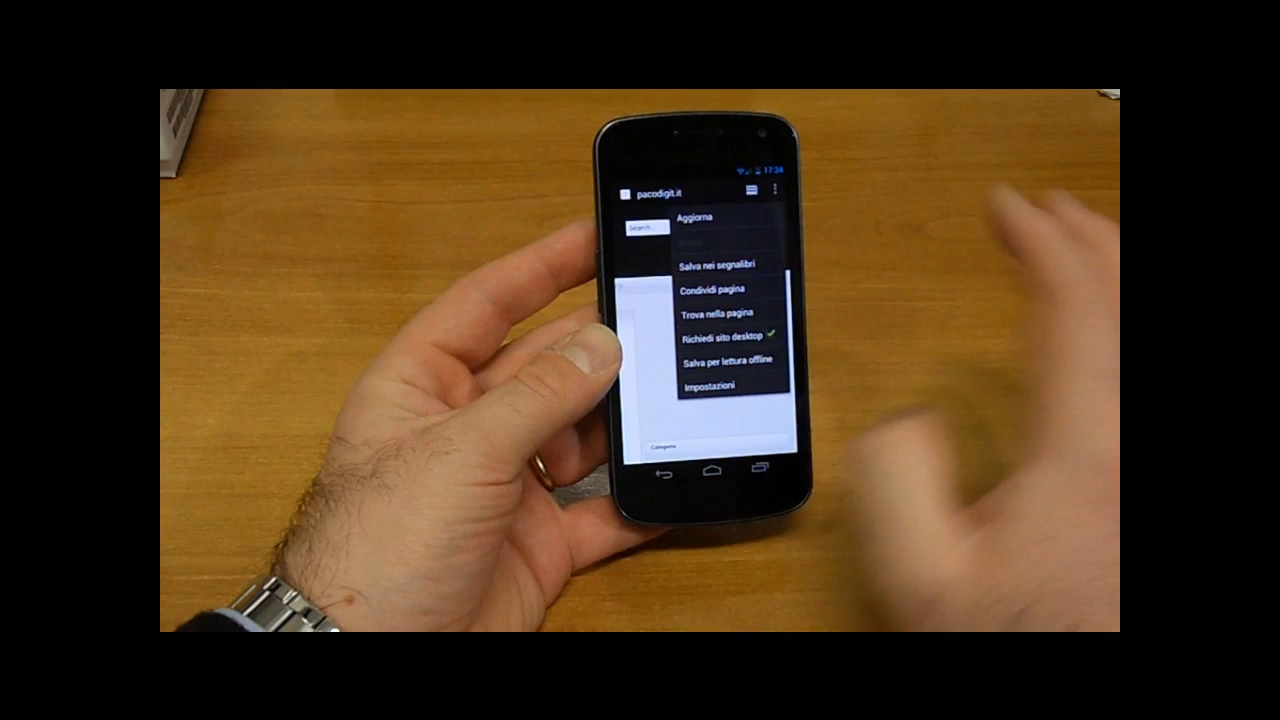 17:34
pacodigit.it
Search
Aggiorna
Salva nei segnalibri
Condividi pagina
Trova nella pagina
Richiedi sito desktop
Salva per lettura offline
Impostazioni
Categorie